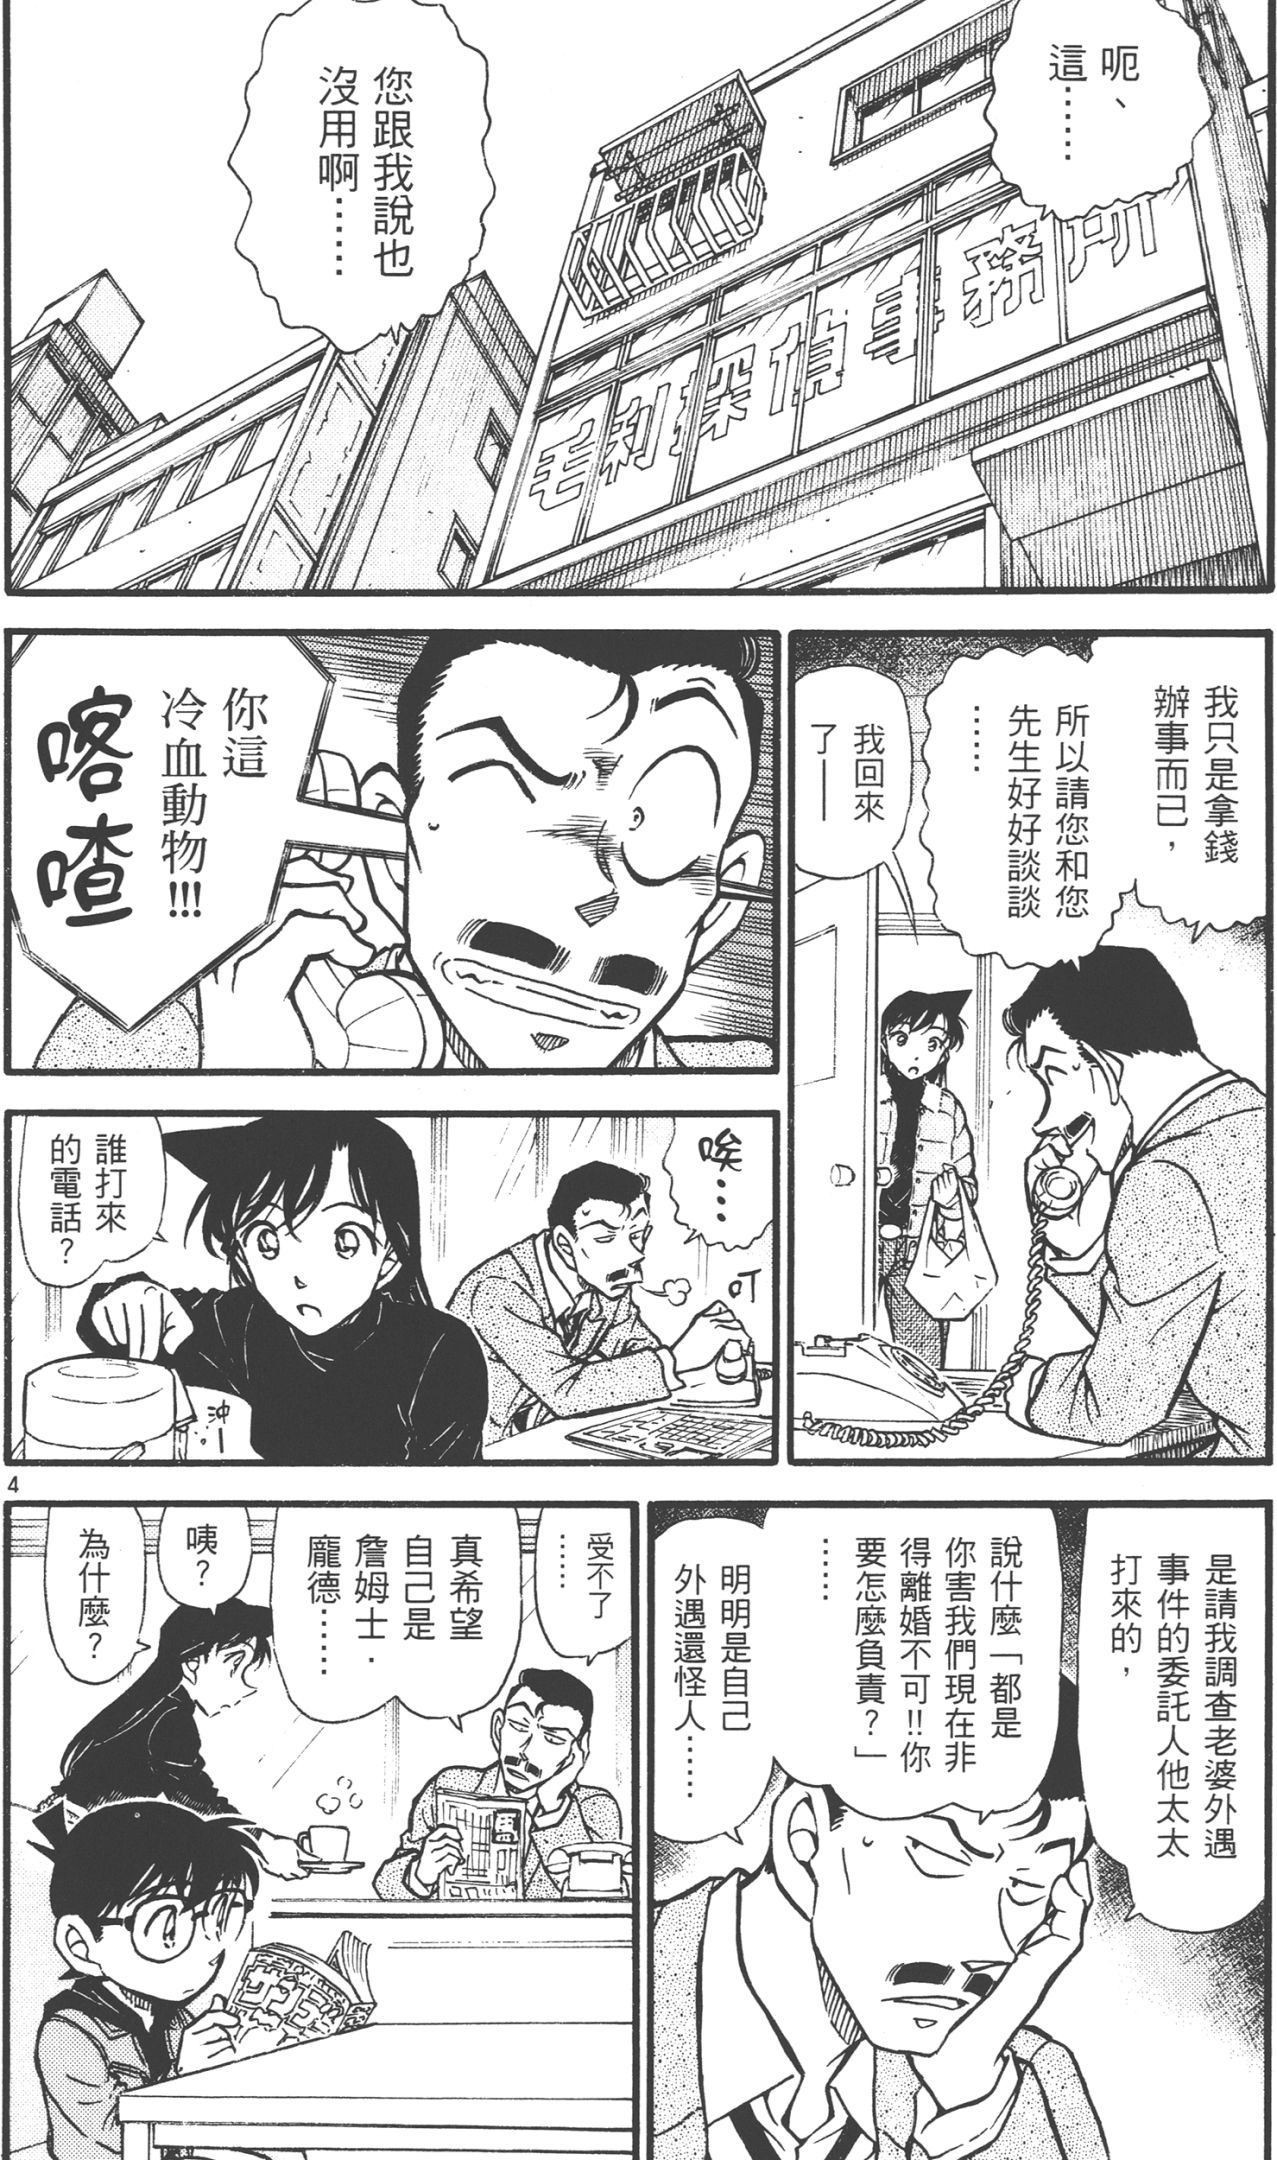 呃、
這……
您跟我說也
沒用啊……
毛利探偵事務所
我只是拿錢
辦事而已，
所以請您和您
先生好好談談
……
我回來
了——
你這
冷血動物!!!
喀喳
唉…
叮
誰打來
的電話？
沖—
4
是請我調查老婆外遇
事件的委託人他太太
打來的，
說什麼「都是
你害我們現在非
得離婚不可!!你
要怎麼負責？」
……
明明是自己
外遇還怪人……
受不了
……
真希望
自己是
詹姆士．
龐德……
咦？
為什麼？
サンデー